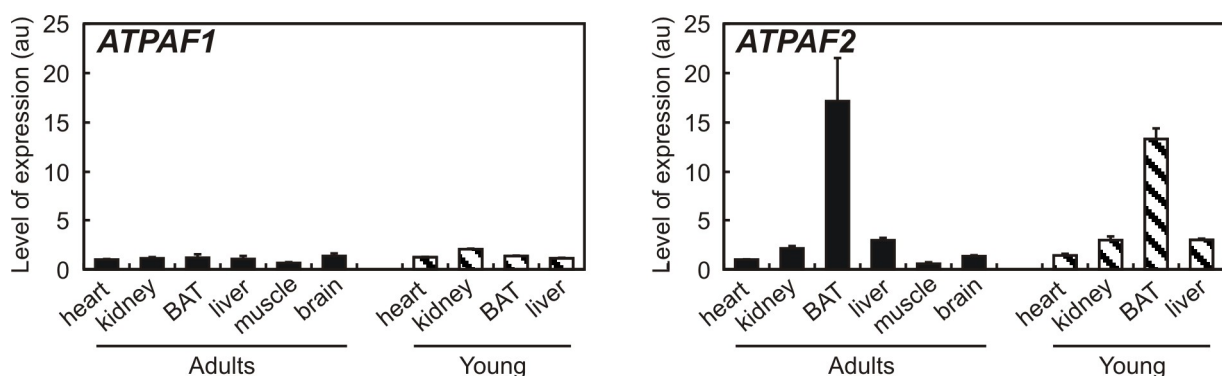 ATPAF1
Level of expression (au)
25
20
15
10
5
0
heart
kidney
BAT
liver
muscle
brain
heart
kidney
BAT
liver
Adults
Young
ATPAF2
Level of expression (au)
25
20
15
10
5
0
heart
kidney
BAT
liver
muscle
brain
heart
kidney
BAT
liver
Adults
Young